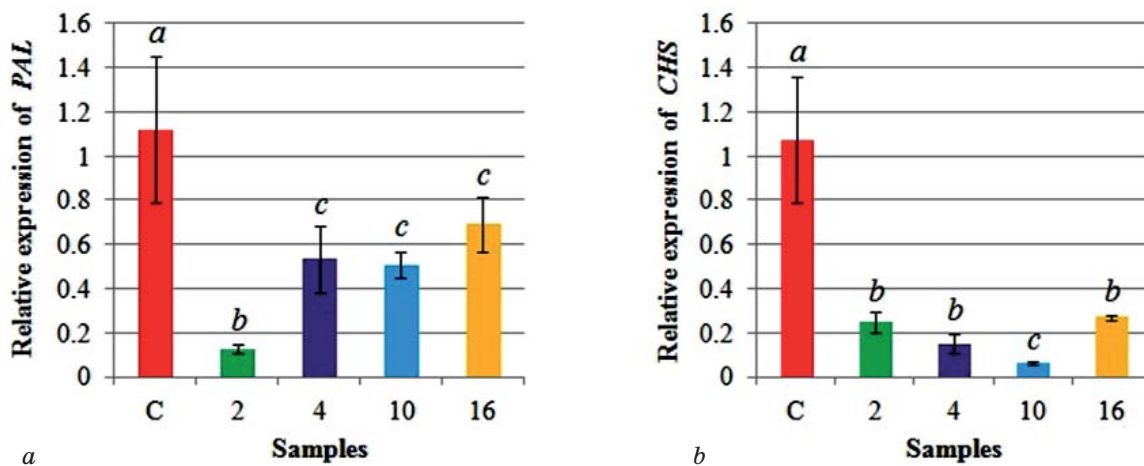 Relative expression of PAL
1.6
1.4
1.2
1
0.8
0.6
0.4
0.2
0
a
b
c
c
c
C 2 4 10 16
Samples
a
Relative expression of CHS
1.6
1.4
1.2
1
0.8
0.6
0.4
0.2
0
a
b
b
c
b
C 2 4 10 16
Samples
b